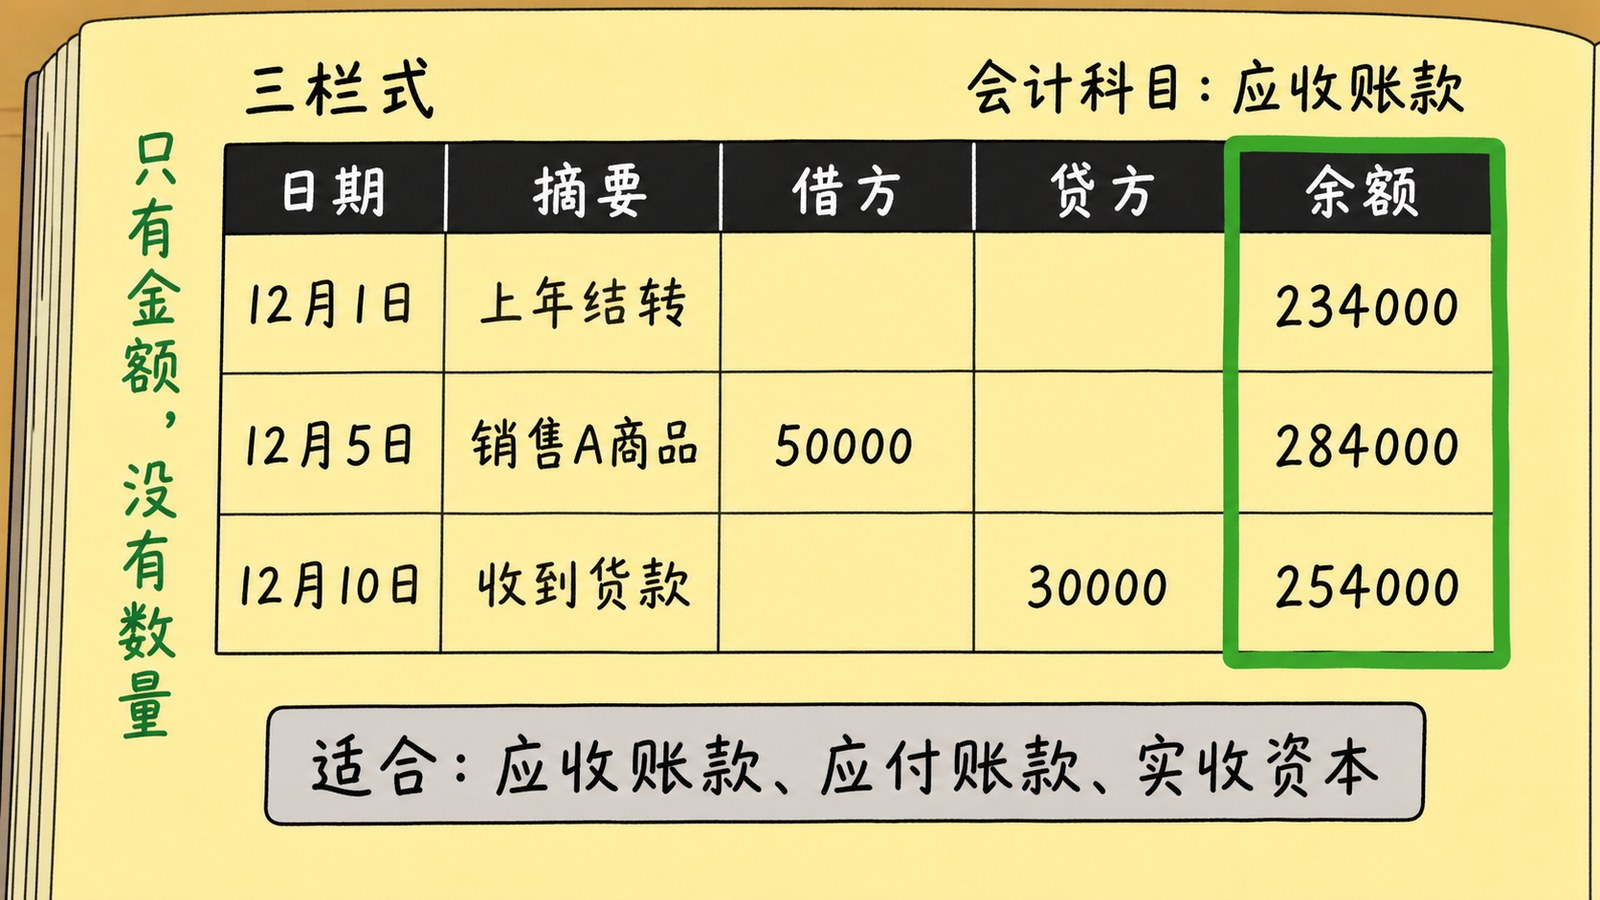 三栏式
会计科目：应收账款
只有金额，没有数量
日期 摘要 借方 贷方 余额
12月1日 上年结转 234000
12月5日 销售A商品 50000 284000
12月10日 收到货款 30000 254000
适合：应收账款、应付账款、实收资本